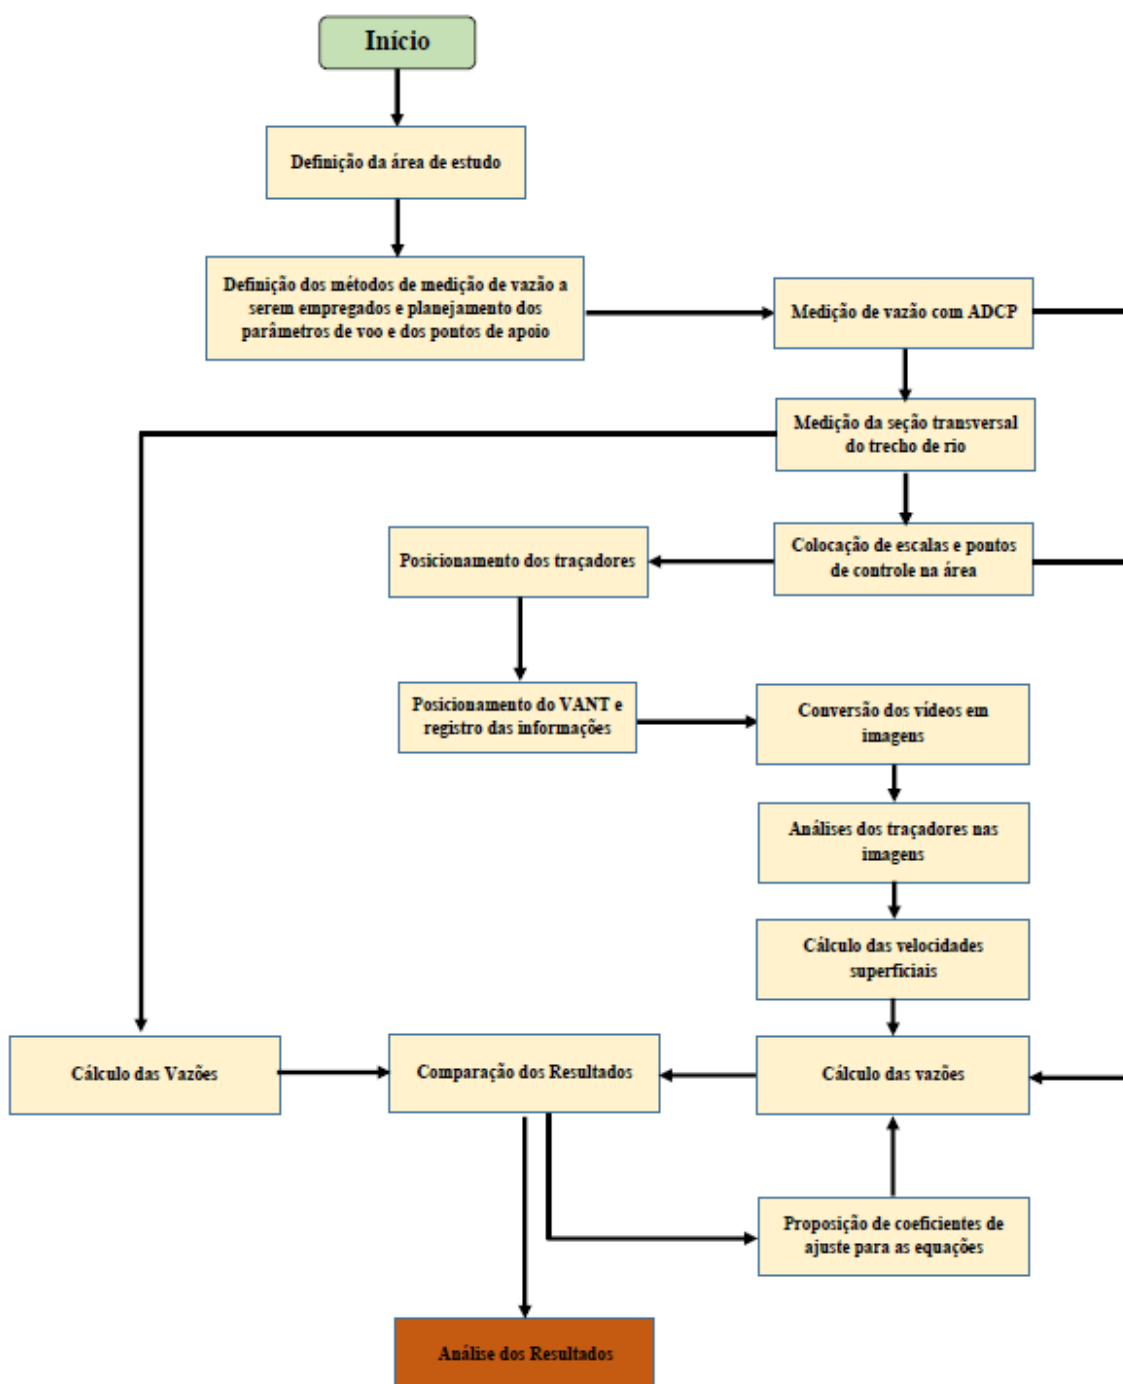 Início
Definição da área de estudo
Definição dos métodos de medição de vazão a
serem empregados e planejamento dos
parâmetros de voo e dos pontos de apoio
Medição de vazão com ADCP
Medição da seção transversal
do trecho de rio
Colocação de escalas e pontos
de controle na área
Posicionamento dos traçadores
Posicionamento do VANT e
registro das informações
Conversão dos vídeos em
imagens
Análises dos traçadores nas
imagens
Cálculo das velocidades
superficiais
Cálculo das Vazões
Comparação dos Resultados
Cálculo das vazões
Proposição de coeficientes de
ajuste para as equações
Análise dos Resultados